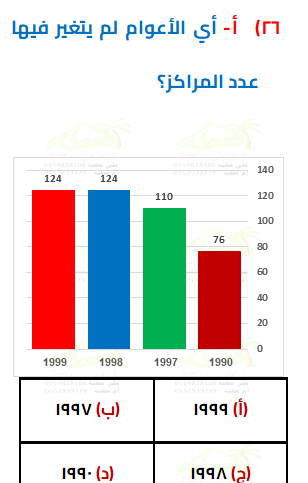 ٢٦) أ- أي الأعوام لم يتغير فيها
عدد المراكز؟
140
120
100
80
60
40
20
0
124
124
110
76
1999
1998
1997
1990
(أ) ١٩٩٩
(ب) ١٩٩٧
(ج) ١٩٩٨
(د) ١٩٩٠